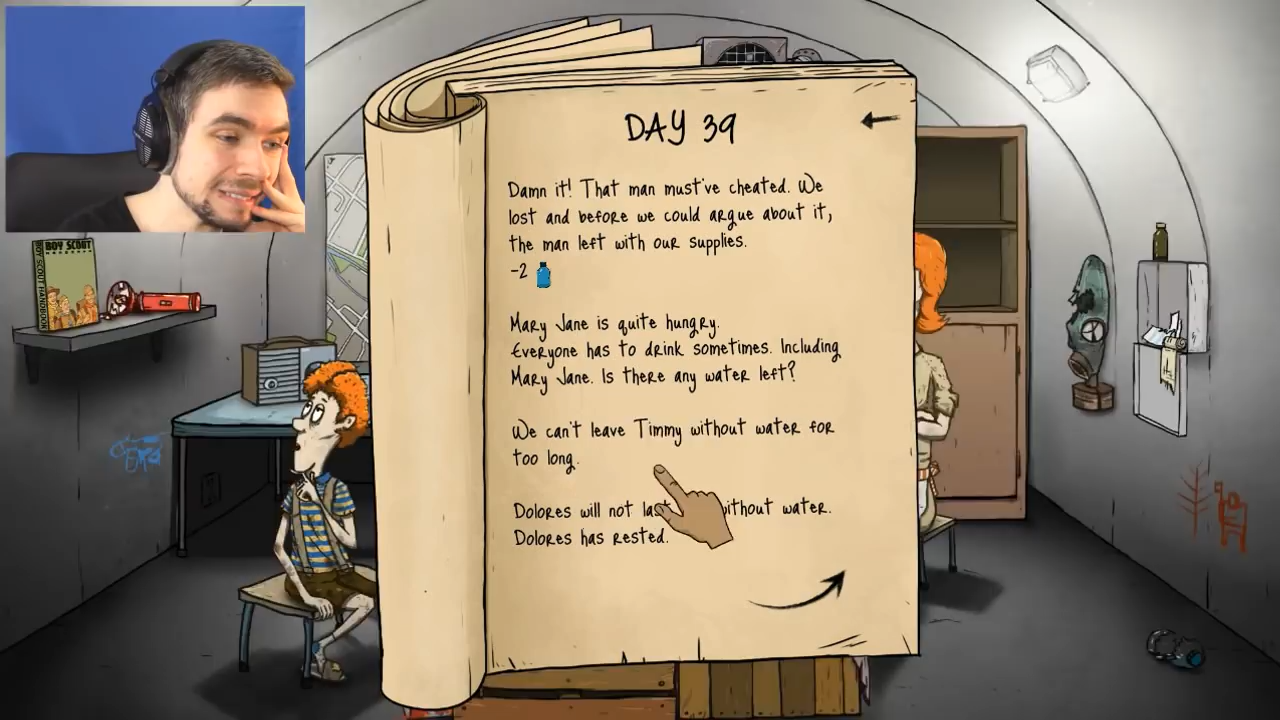 DAY 39
Damn it! That man must've cheated. We
lost and before we could argue about it,
the man left with our supplies.
-2
Mary Jane is quite hungry.
Everyone has to drink sometimes. Including
Mary Jane. Is there any water left?
We can't leave Timmy without water for
too long.
Dolores will not without water.
Dolores has rested.
BOY SCOUT
BOY SCOUT HANDBOOK